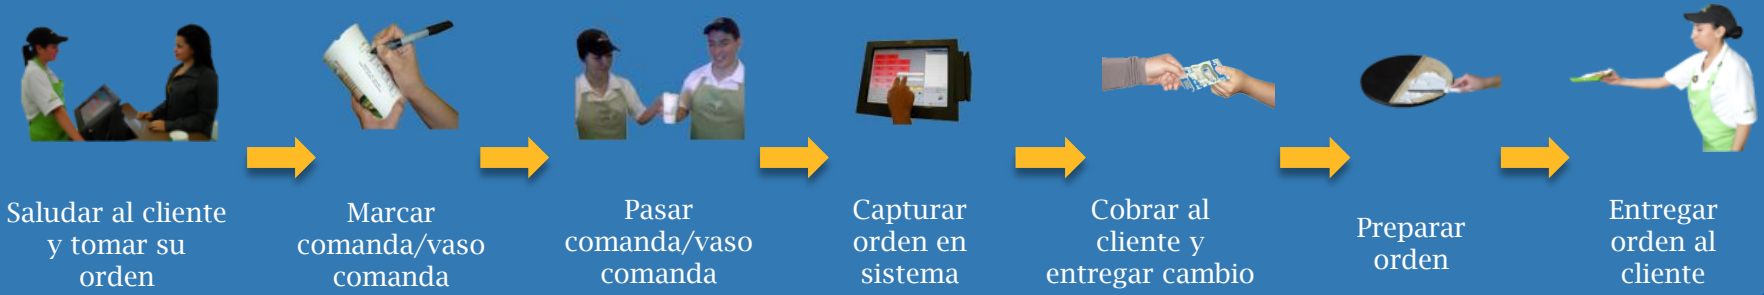 Saludar al cliente
y tomar su
orden
Marcar
comanda/vaso
comanda
Pasar
comanda/vaso
comanda
Capturar
orden en
sistema
Cobrar al
cliente y
entregar cambio
Preparar
orden
Entregar
orden al
cliente